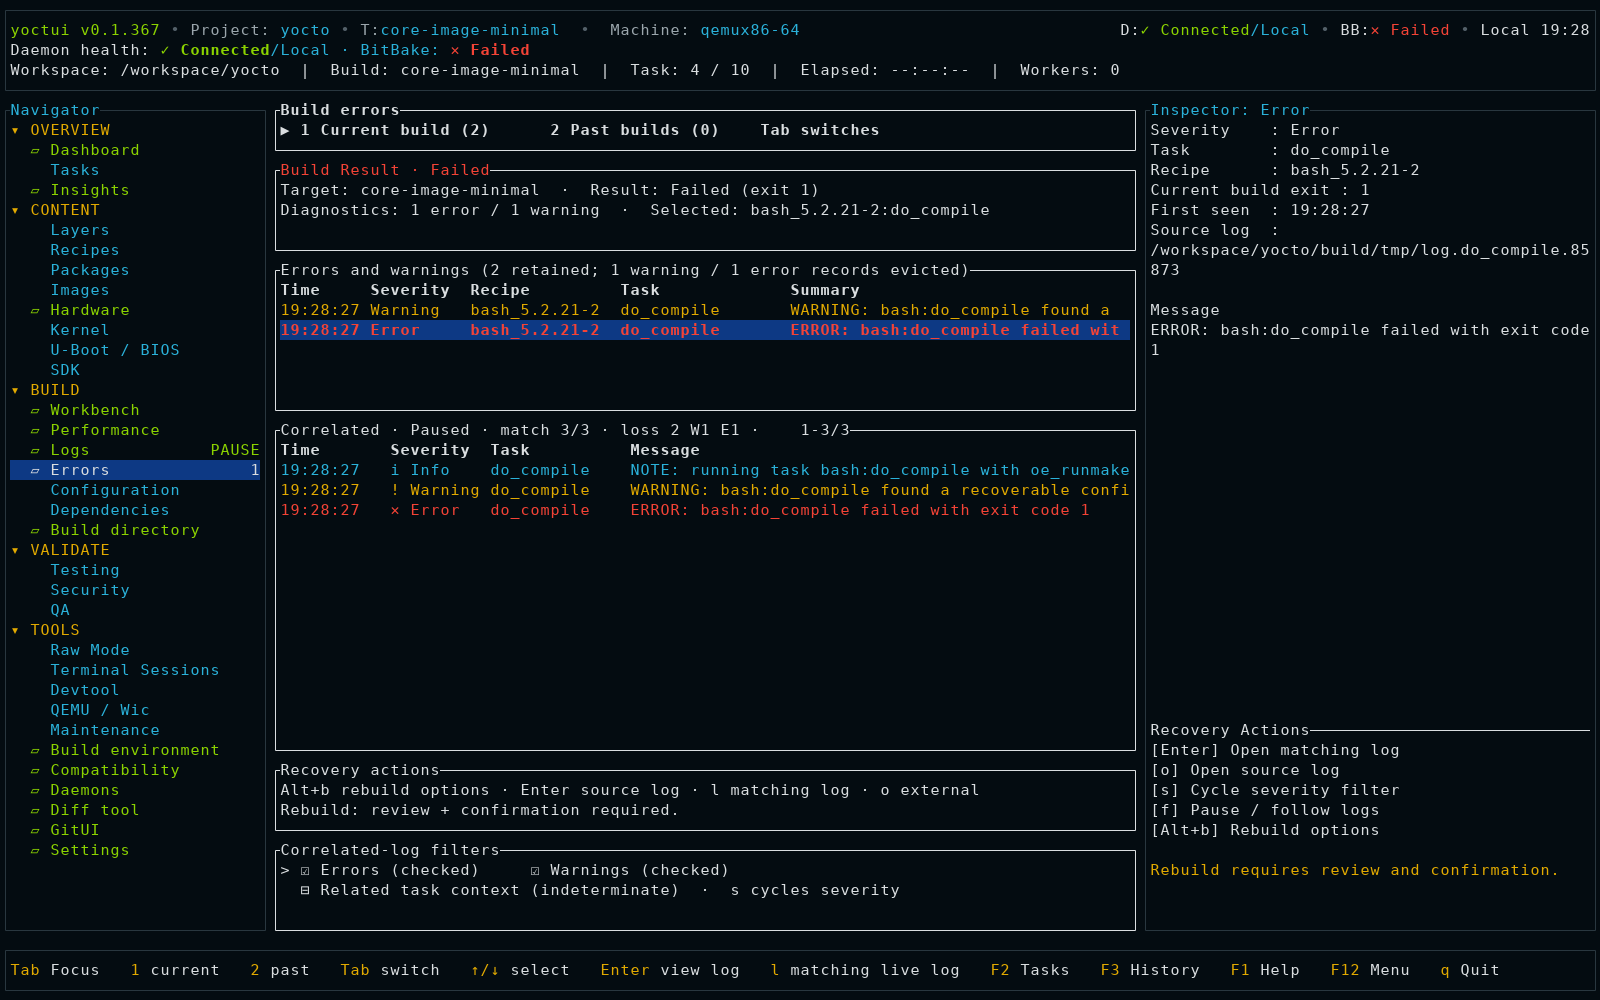 yoctui v0.1.367 • Project: yocto • T:core-image-minimal • Machine: qemux86-64 D:✓ Connected/Local • BB:✕ Failed • Local 19:28
Daemon health: ✓ Connected/Local · BitBake: ✕ Failed
Workspace: /workspace/yocto | Build: core-image-minimal | Task: 4 / 10 | Elapsed: --:--:-- | Workers: 0
Navigator
▾ OVERVIEW
▱ Dashboard
Tasks
▱ Insights
▾ CONTENT
Layers
Recipes
Packages
Images
▱ Hardware
Kernel
U-Boot / BIOS
SDK
▾ BUILD
▱ Workbench
▱ Performance
▱ Logs PAUSE
▱ Errors 1
Configuration
Dependencies
▱ Build directory
▾ VALIDATE
Testing
Security
QA
▾ TOOLS
Raw Mode
Terminal Sessions
Devtool
QEMU / Wic
Maintenance
▱ Build environment
▱ Compatibility
▱ Daemons
▱ Diff tool
▱ GitUI
▱ Settings
Build errors
▶ 1 Current build (2) 2 Past builds (0) Tab switches
Build Result · Failed
Target: core-image-minimal · Result: Failed (exit 1)
Diagnostics: 1 error / 1 warning · Selected: bash_5.2.21-2:do_compile
Errors and warnings (2 retained; 1 warning / 1 error records evicted)
Time Severity Recipe Task Summary
19:28:27 Warning bash_5.2.21-2 do_compile WARNING: bash:do_compile found a
19:28:27 Error bash_5.2.21-2 do_compile ERROR: bash:do_compile failed wit
Correlated · Paused · match 3/3 · loss 2 W1 E1 · 1-3/3
Time Severity Task Message
19:28:27 i Info do_compile NOTE: running task bash:do_compile with oe_runmake
19:28:27 ! Warning do_compile WARNING: bash:do_compile found a recoverable confi
19:28:27 ✕ Error do_compile ERROR: bash:do_compile failed with exit code 1
Recovery actions
Alt+b rebuild options · Enter source log · l matching log · o external
Rebuild: review + confirmation required.
Correlated-log filters
> ☑ Errors (checked) ☑ Warnings (checked)
⊟ Related task context (indeterminate) · s cycles severity
Inspector: Error
Severity : Error
Task : do_compile
Recipe : bash_5.2.21-2
Current build exit : 1
First seen : 19:28:27
Source log :
/workspace/yocto/build/tmp/log.do_compile.85
873
Message
ERROR: bash:do_compile failed with exit code
1
Recovery Actions
[Enter] Open matching log
[o] Open source log
[s] Cycle severity filter
[f] Pause / follow logs
[Alt+b] Rebuild options
Rebuild requires review and confirmation.
Tab Focus 1 current 2 past Tab switch ↑/↓ select Enter view log l matching live log F2 Tasks F3 History F1 Help F12 Menu q Quit